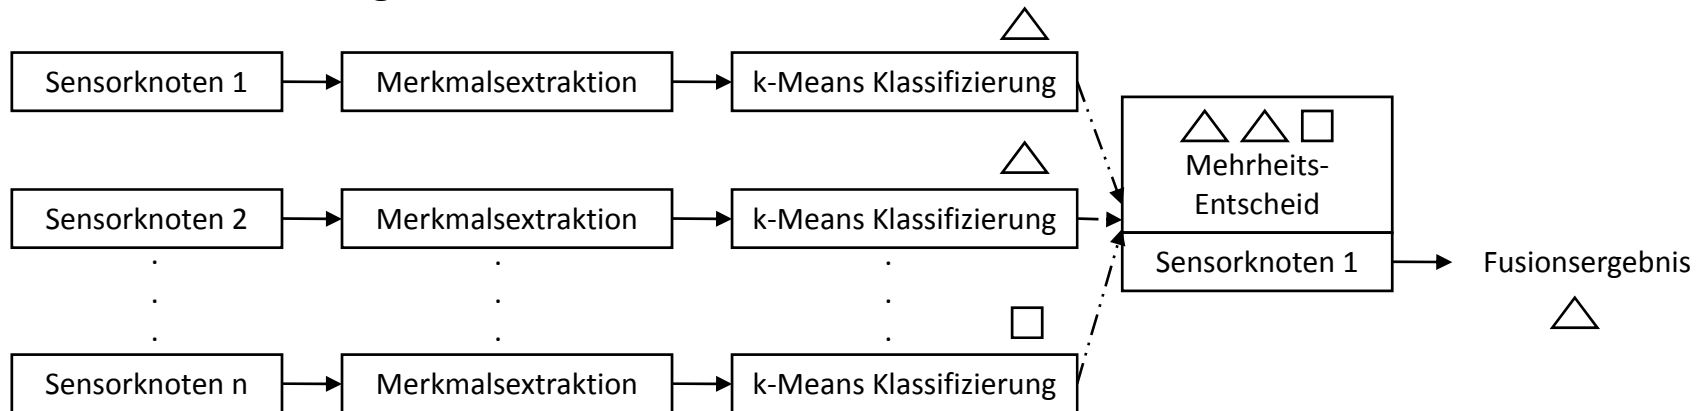 Sensorknoten 1
Merkmalsextraktion
k-Means Klassifizierung
Sensorknoten 2
Merkmalsextraktion
k-Means Klassifizierung
Sensorknoten n
Merkmalsextraktion
k-Means Klassifizierung
Mehrheits-
Entscheid
Sensorknoten 1
Fusionsergebnis